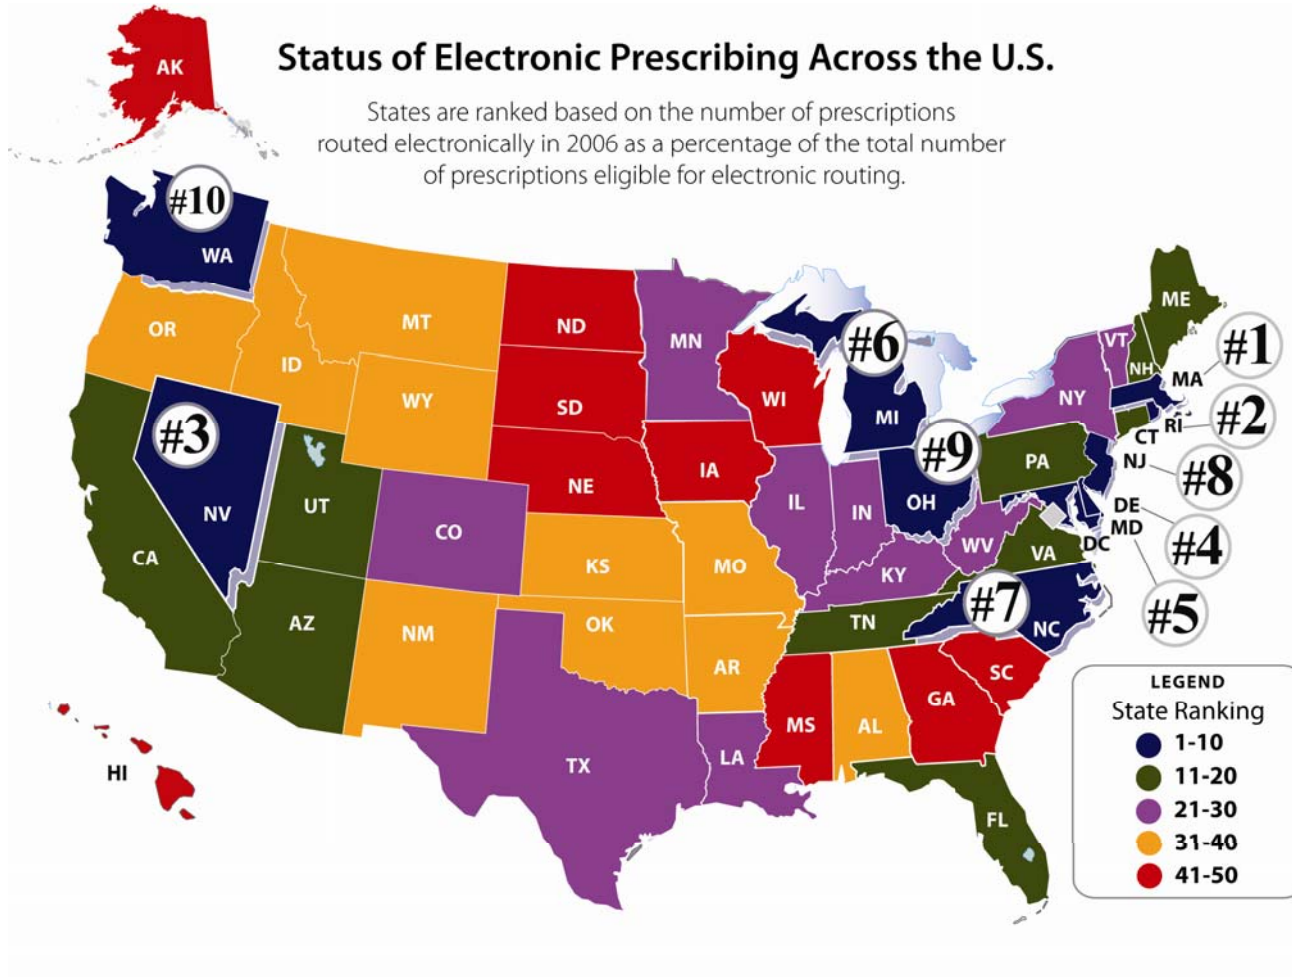 Status of Electronic Prescribing Across the U.S.
States are ranked based on the number of prescriptions
routed electronically in 2006 as a percentage of the total number
of prescriptions eligible for electronic routing.
AK
#10
WA
OR
ID
MT
WY
ND
SD
NE
MN
WI
IA
#6
MI
#3
NV
UT
CA
AZ
CO
NM
KS
OK
MO
AR
IL
IN
#9
OH
KY
WV
VA
PA
NY
VT
NH
ME
MA
#1
RI
#2
CT
NJ
#8
DE
#4
MD
#5
DC
TN
#7
NC
SC
GA
AL
MS
LA
TX
FL
HI
LEGEND
State Ranking
1-10
11-20
21-30
31-40
41-50